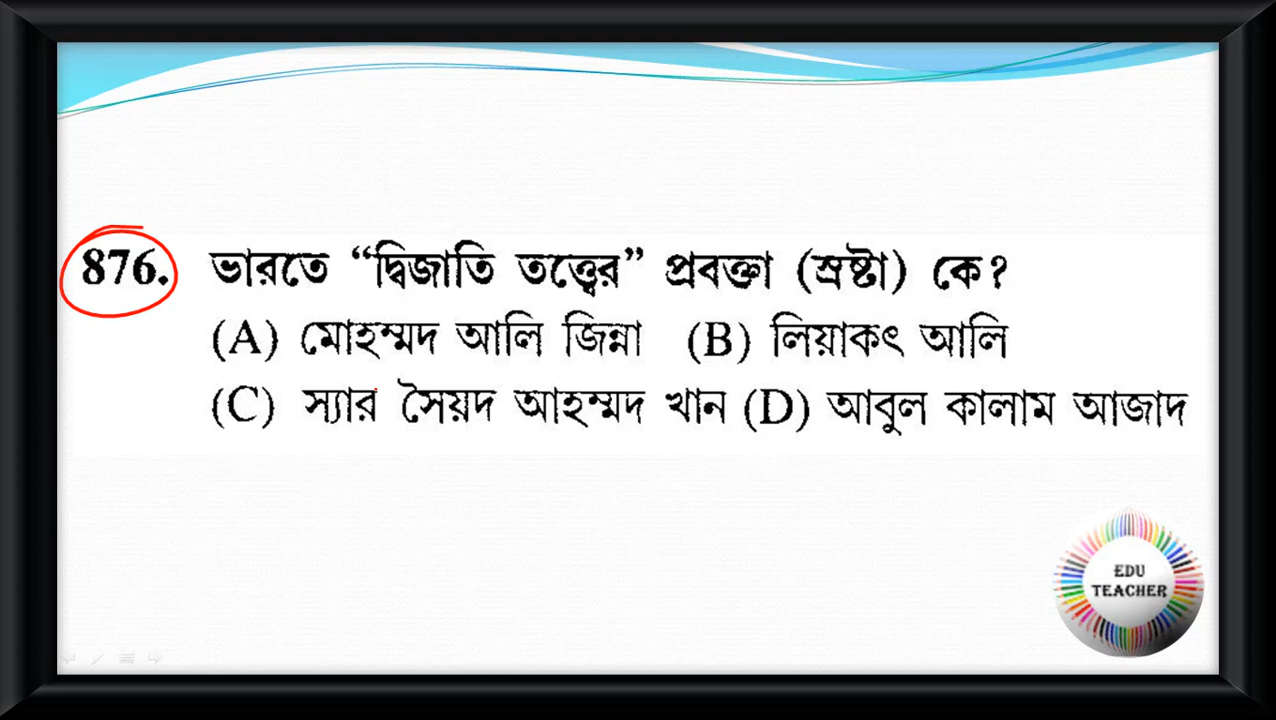 876. ভারতে “দ্বিজাতি তত্ত্বের” প্রবক্তা (স্রষ্টা) কে?
(A) মোহম্মদ আলি জিন্না (B) লিয়াকৎ আলি
(C) স্যার সৈয়দ আহম্মদ খান (D) আবুল কালাম আজাদ
EDU
TEACHER